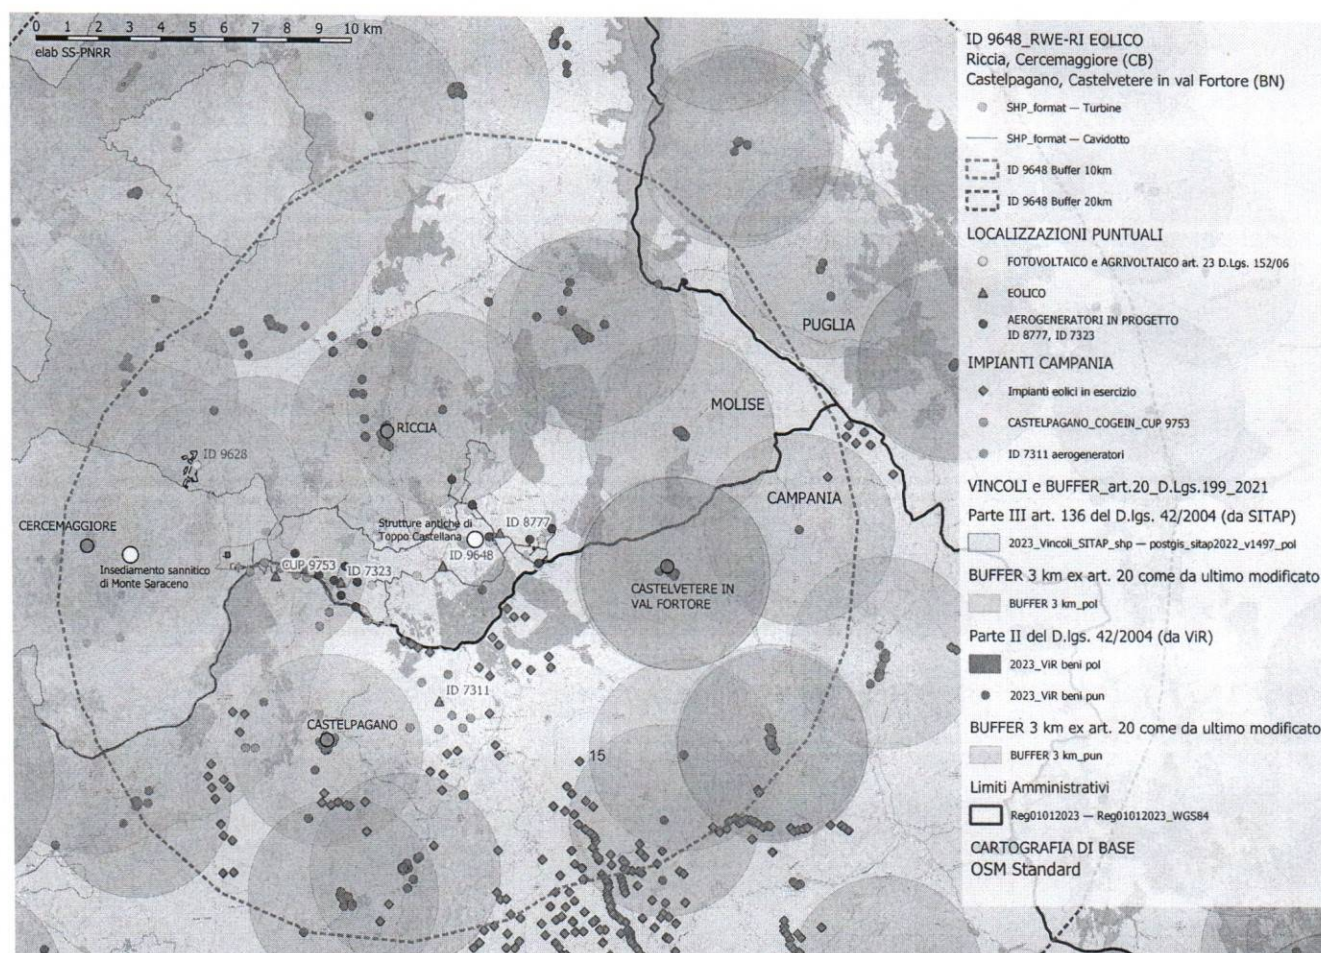 0 1 2 3 4 5 6 7 8 9 10 km
elab SS-PNRR
PUGLIA
MOLISE
RICCIA
ID 9628
CAMPANIA
CERCEMAGGIORE
Strutture antiche di
Toppo Castellana
ID 8777
ID 9648
Insediamento sannitico
di Monte Saraceno
CUP 9753
ID 7323
CASTELVETERE IN
VAL FORTORE
ID 7311
CASTELPAGANO
15
ID 9648_RWE-RI EOLICO
Riccia, Cercemaggiore (CB)
Castelpagano, Castelvetere in val Fortore (BN)
SHP_format — Turbine
SHP_format — Cavidotto
ID 9648 Buffer 10km
ID 9648 Buffer 20km
LOCALIZZAZIONI PUNTUALI
FOTOVOLTAICO e AGRIVOLTAICO art. 23 D.Lgs. 152/06
EOLICO
AEROGENERATORI IN PROGETTO
ID 8777, ID 7323
IMPIANTI CAMPANIA
Impianti eolici in esercizio
CASTELPAGANO_COGEIN_CUP 9753
ID 7311 aerogeneratori
VINCOLI e BUFFER_art.20_D.Lgs.199_2021
Parte III art. 136 del D.lgs. 42/2004 (da SITAP)
2023_Vincoli_SITAP_shp — postgis_sitap2022_v1497_pol
BUFFER 3 km ex art. 20 come da ultimo modificato
BUFFER 3 km_pol
Parte II del D.lgs. 42/2004 (da ViR)
2023_ViR beni pol
2023_ViR beni pun
BUFFER 3 km ex art. 20 come da ultimo modificato
BUFFER 3 km_pun
Limiti Amministrativi
Reg01012023 — Reg01012023_WGS84
CARTOGRAFIA DI BASE
OSM Standard